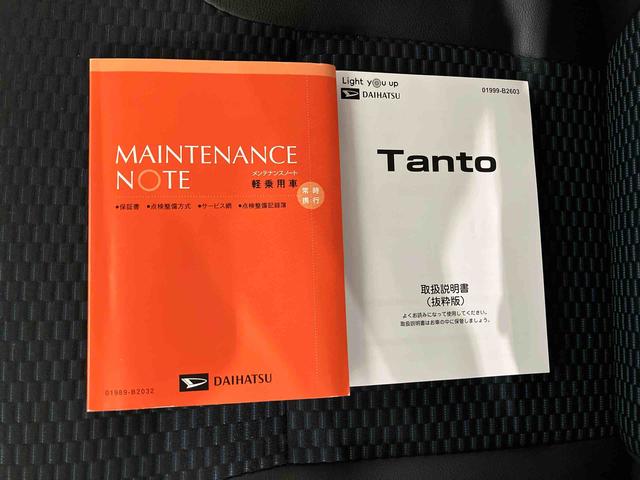 MAINTENANCE
NOTE
メンテナンスノート
軽乗用車
常時
携行
●保証書 ●点検整備方式 ●サービス網 ●点検整備記録簿
01989-B2032
DAIHATSU
Light you up
DAIHATSU
01999-B2603
Tanto
取扱説明書
（抜粋版）
よくお読みになって使用してください。
取扱説明書はお車の中に保管しましょう。